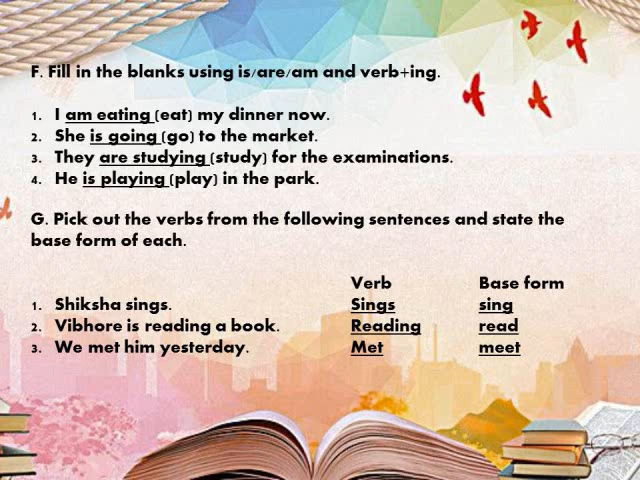 F. Fill in the blanks using is/are/am and verb+ing.
1. I am eating (eat) my dinner now.
2. She is going (go) to the market.
3. They are studying (study) for the examinations.
4. He is playing (play) in the park.
G. Pick out the verbs from the following sentences and state the
base form of each.
Verb Base form
1. Shiksha sings. Sings sing
2. Vibhore is reading a book. Reading read
3. We met him yesterday. Met meet